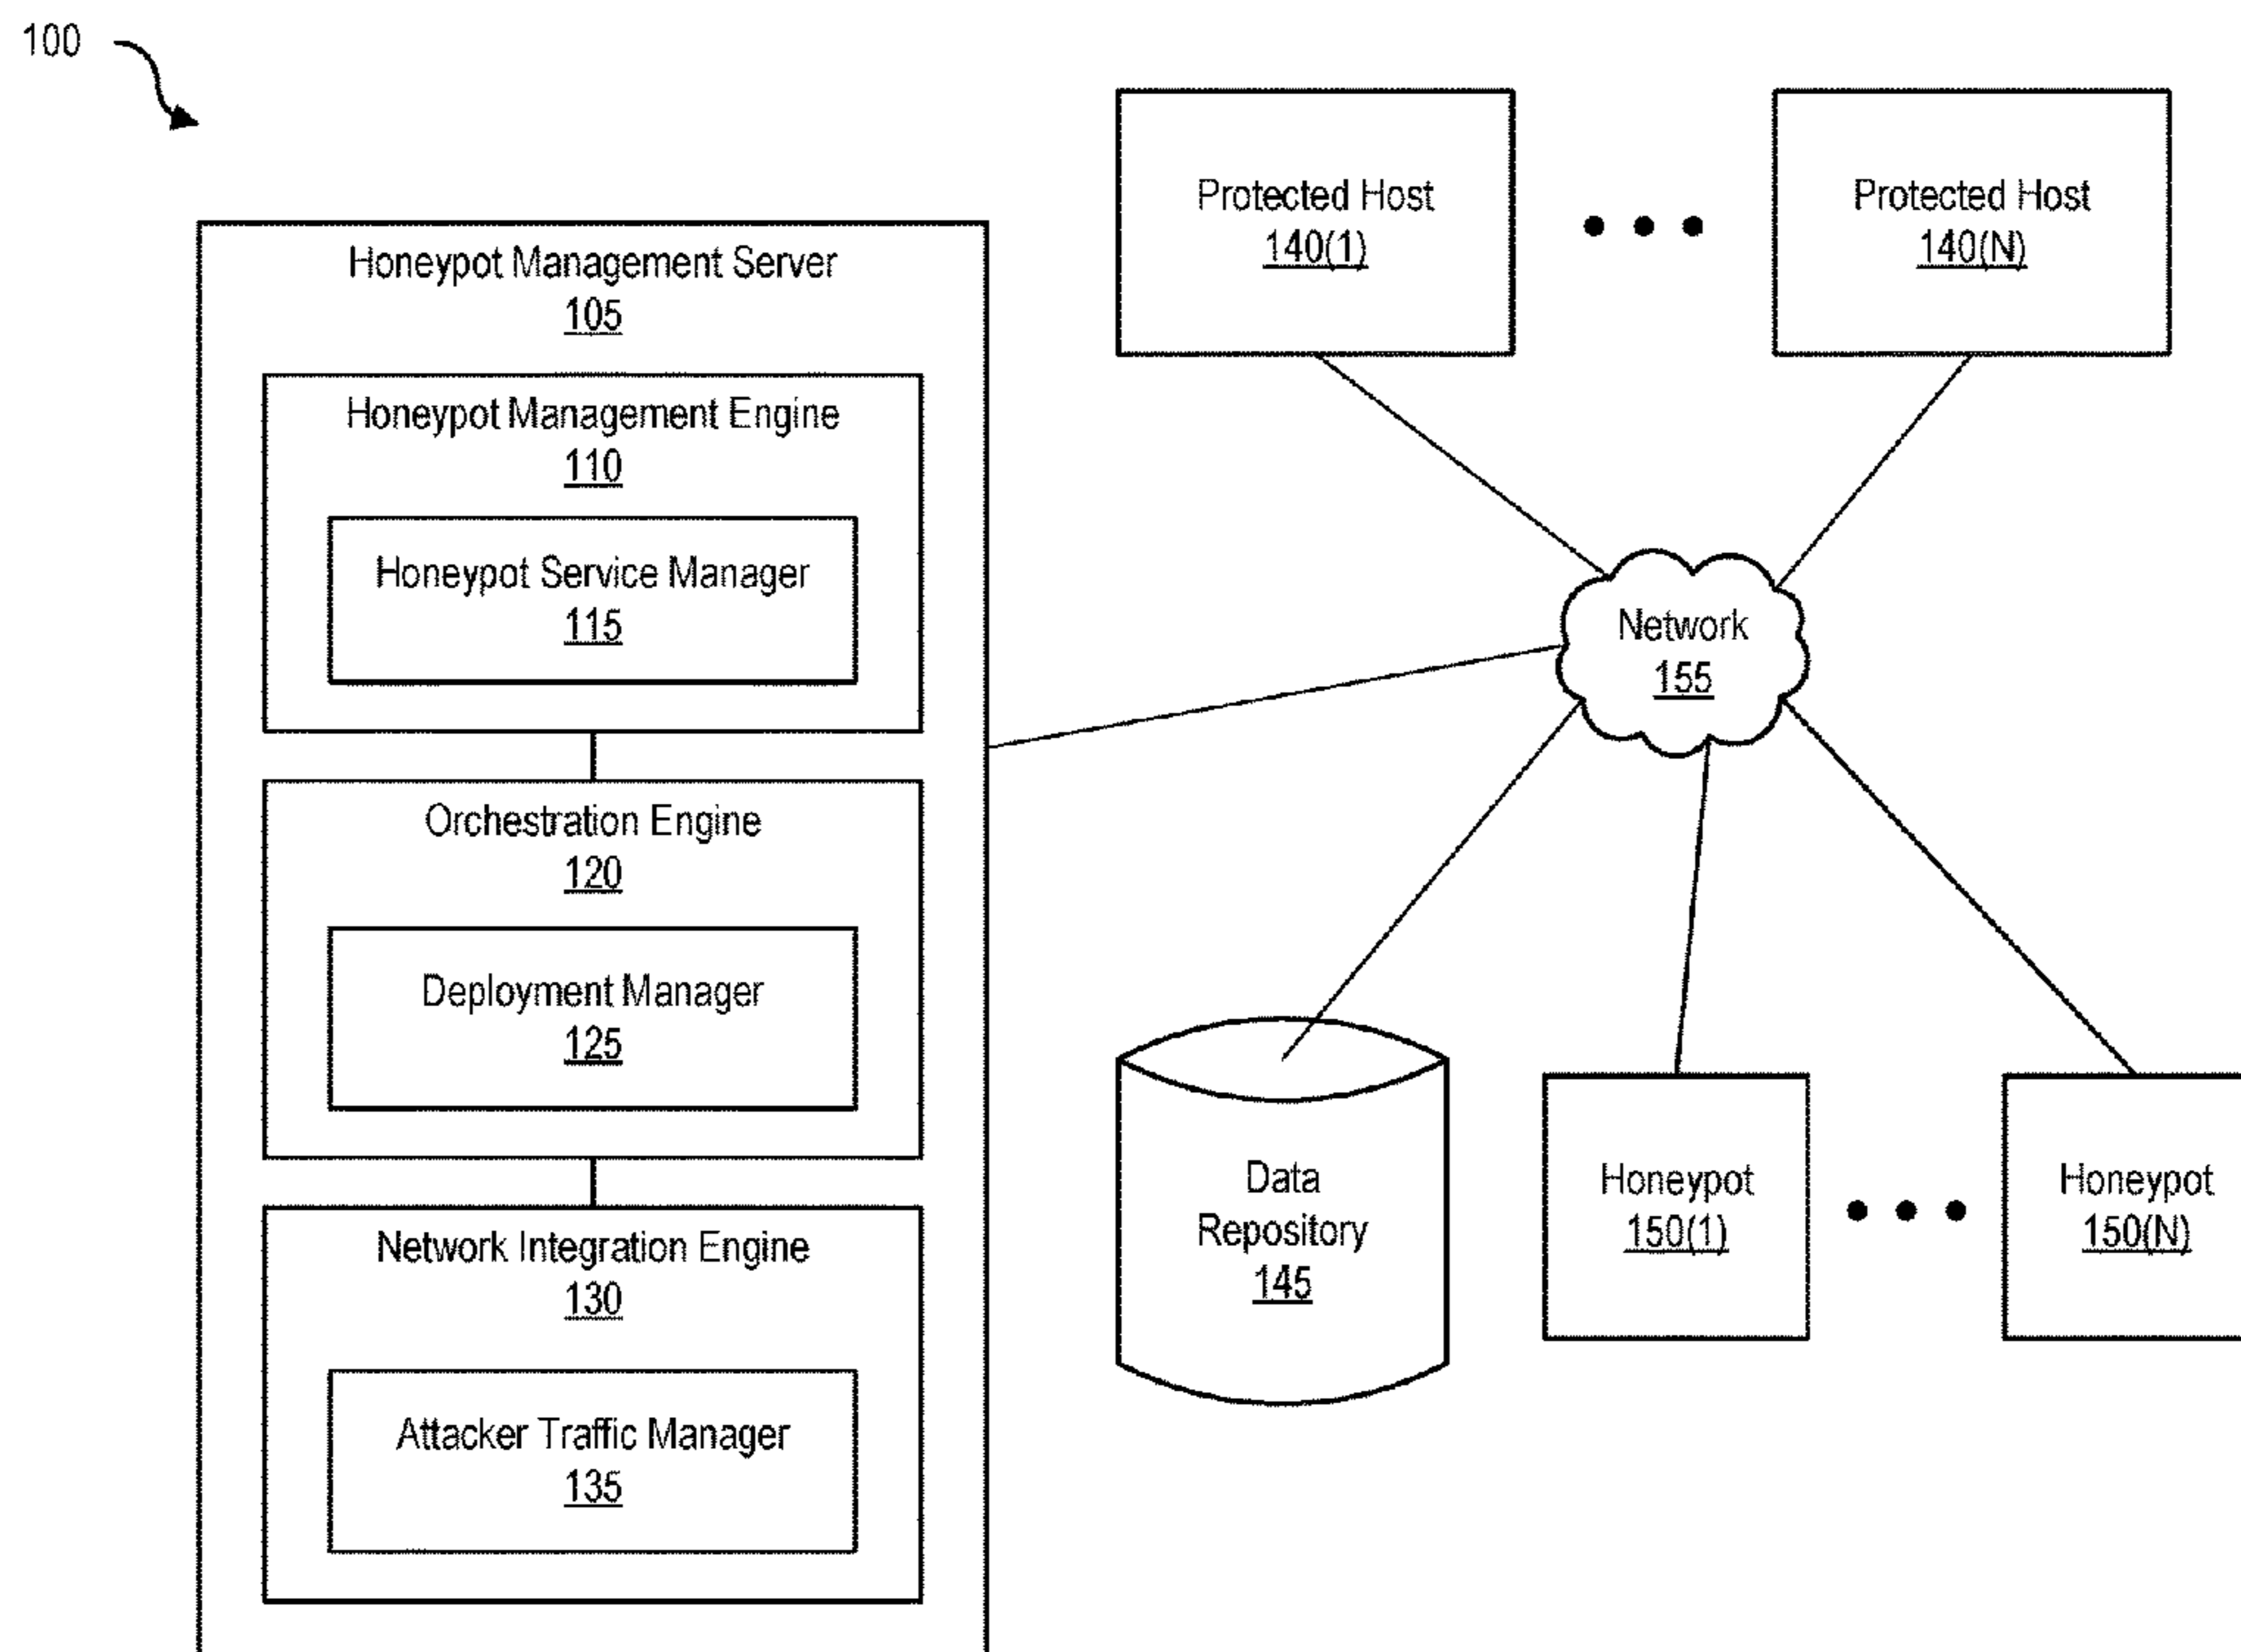 100
Honeypot Management Server
105
Honeypot Management Engine
110
Honeypot Service Manager
115
Orchestration Engine
120
Deployment Manager
125
Network Integration Engine
130
Attacker Traffic Manager
135
Protected Host
140(1)
Protected Host
140(N)
Network
155
Data
Repository
145
Honeypot
150(1)
Honeypot
150(N)